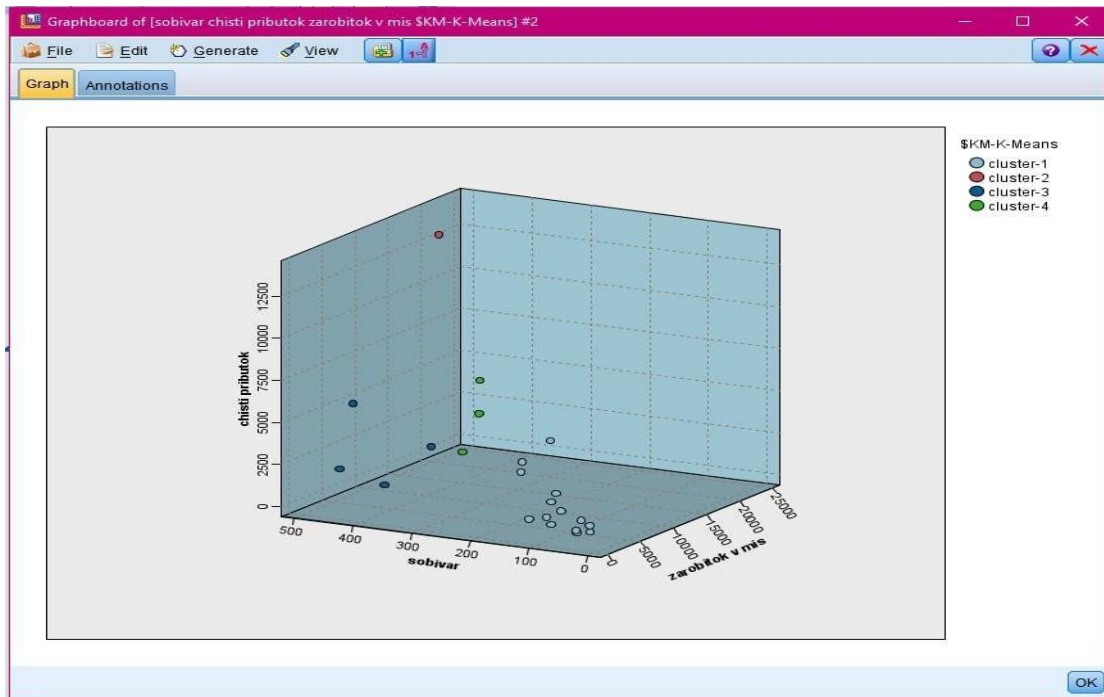 Graphboard of [sobivar chisti pributok zarobitok v mis $KM-K-Means] #2
File Edit Generate View
Graph Annotations
$KM-K-Means
cluster-1
cluster-2
cluster-3
cluster-4
12500
10000
7500
5000
2500
0
chisti pributok
500 400 300 200 100 0
sobivar
0 5000 10000 15000 20000 25000
zarobitok v mis
OK